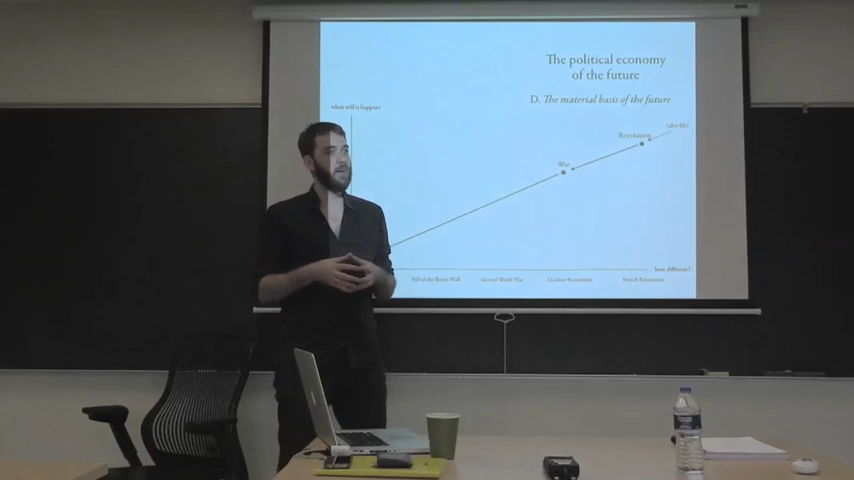 The political economy
of the future
D. The material basis of the future
what will it happen?
Revolution
War
how different?
Fall of the Berlin Wall
Second World War
October Revolution
French Revolution